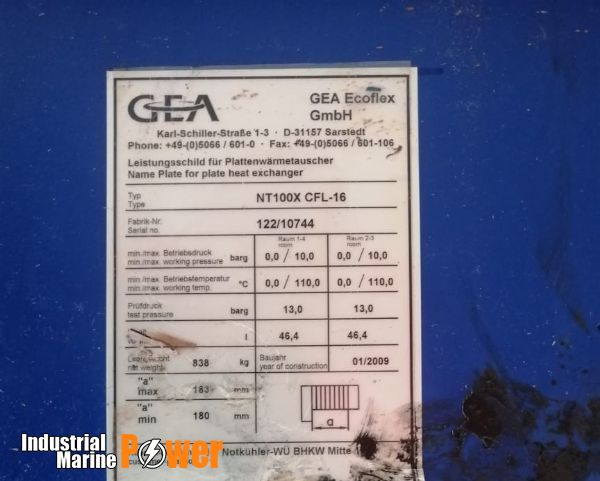 GEA
GEA Ecoflex
GmbH
Karl-Schiller-Straße 1-3 · D-31157 Sarstedt
Phone: +49-(0)5066 / 601-0 · Fax: +49-(0)5066 / 601-106
Leistungsschild für Plattenwärmetauscher
Name Plate for plate heat exchanger
Typ
Type
NT100X CFL-16
Fabrik-Nr.
Serial no.
122/10744
Raum 1-4
room
Raum 2-3
room
min./max. Betriebsdruck
min./max. working pressure
barg
0,0 / 10,0
0,0 / 10,0
min./max. Betriebstemperatur
min./max. working temp.
°C
0,0 / 110,0
0,0 / 110,0
Prüfdruck
test pressure
barg
13,0
13,0
l
46,4
46,4
net weight
838
kg
Baujahr
year of construction
01/2009
"a"
max
183
mm
"a"
min
180
mm
a
Notkühler-WÜ BHKW Mitte
Industrial
Marine
Power